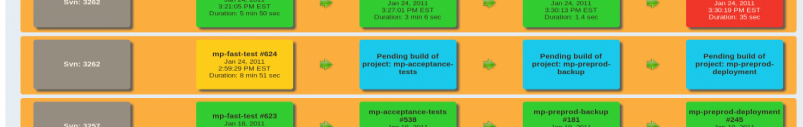 Svn: 3262
Jan 24, 2011
3:21:05 PM EST
Duration: 5 min 50 sec
Jan 24, 2011
3:27:01 PM EST
Duration: 3 min 6 sec
Jan 24, 2011
3:30:13 PM EST
Duration: 1.4 sec
Jan 24, 2011
3:30:19 PM EST
Duration: 35 sec
Svn: 3262
mp-fast-test #624
Jan 24, 2011
2:59:29 PM EST
Duration: 8 min 51 sec
Pending build of
project: mp-acceptance-
tests
Pending build of
project: mp-preprod-
backup
Pending build of
project: mp-preprod-
deployment
Svn: 3257
mp-fast-test #623
Jan 18, 2011
mp-acceptance-tests
#538
mp-preprod-backup
#181
mp-preprod-deployment
#245